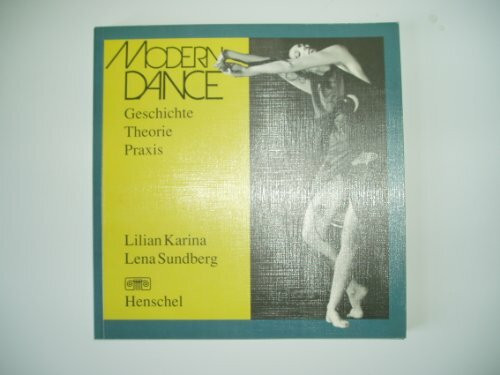 MODERN
DANCE
Geschichte
Theorie
Praxis
Lilian Karina
Lena Sundberg
Henschel